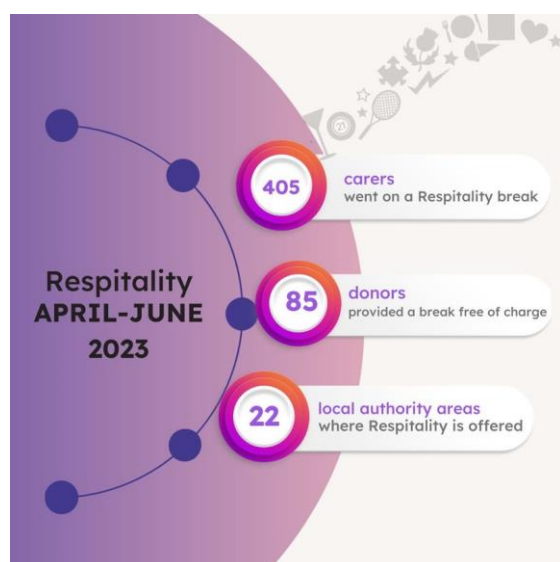 Respitality
APRIL-JUNE
2023
405
carers
went on a Respitality break
85
donors
provided a break free of charge
22
local authority areas
where Respitality is offered